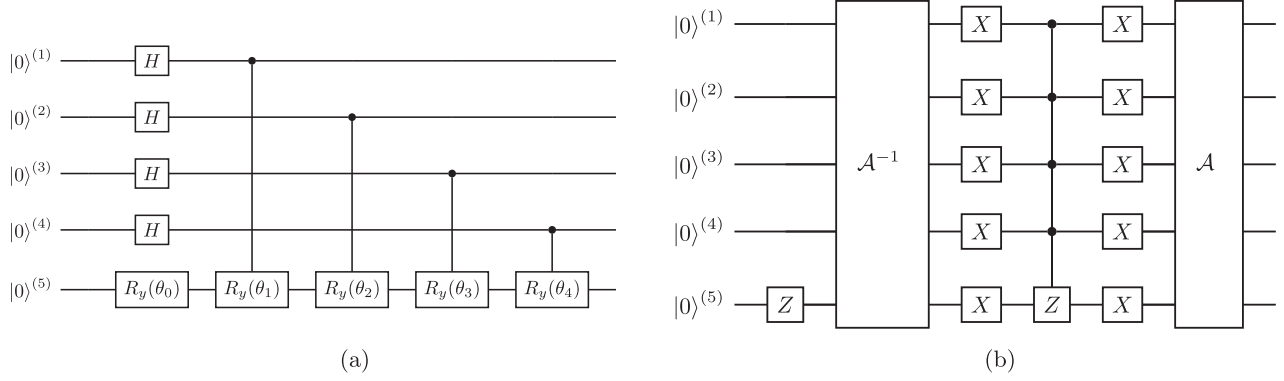 |0⟩^(1) H
|0⟩^(2) H
|0⟩^(3) H
|0⟩^(4) H
|0⟩^(5) R_y(θ_0) R_y(θ_1) R_y(θ_2) R_y(θ_3) R_y(θ_4)
(a)
|0⟩^(1) X X
|0⟩^(2) X X
|0⟩^(3) 𝒜^−1 X X 𝒜
|0⟩^(4) X X
|0⟩^(5) Z X Z X
(b)